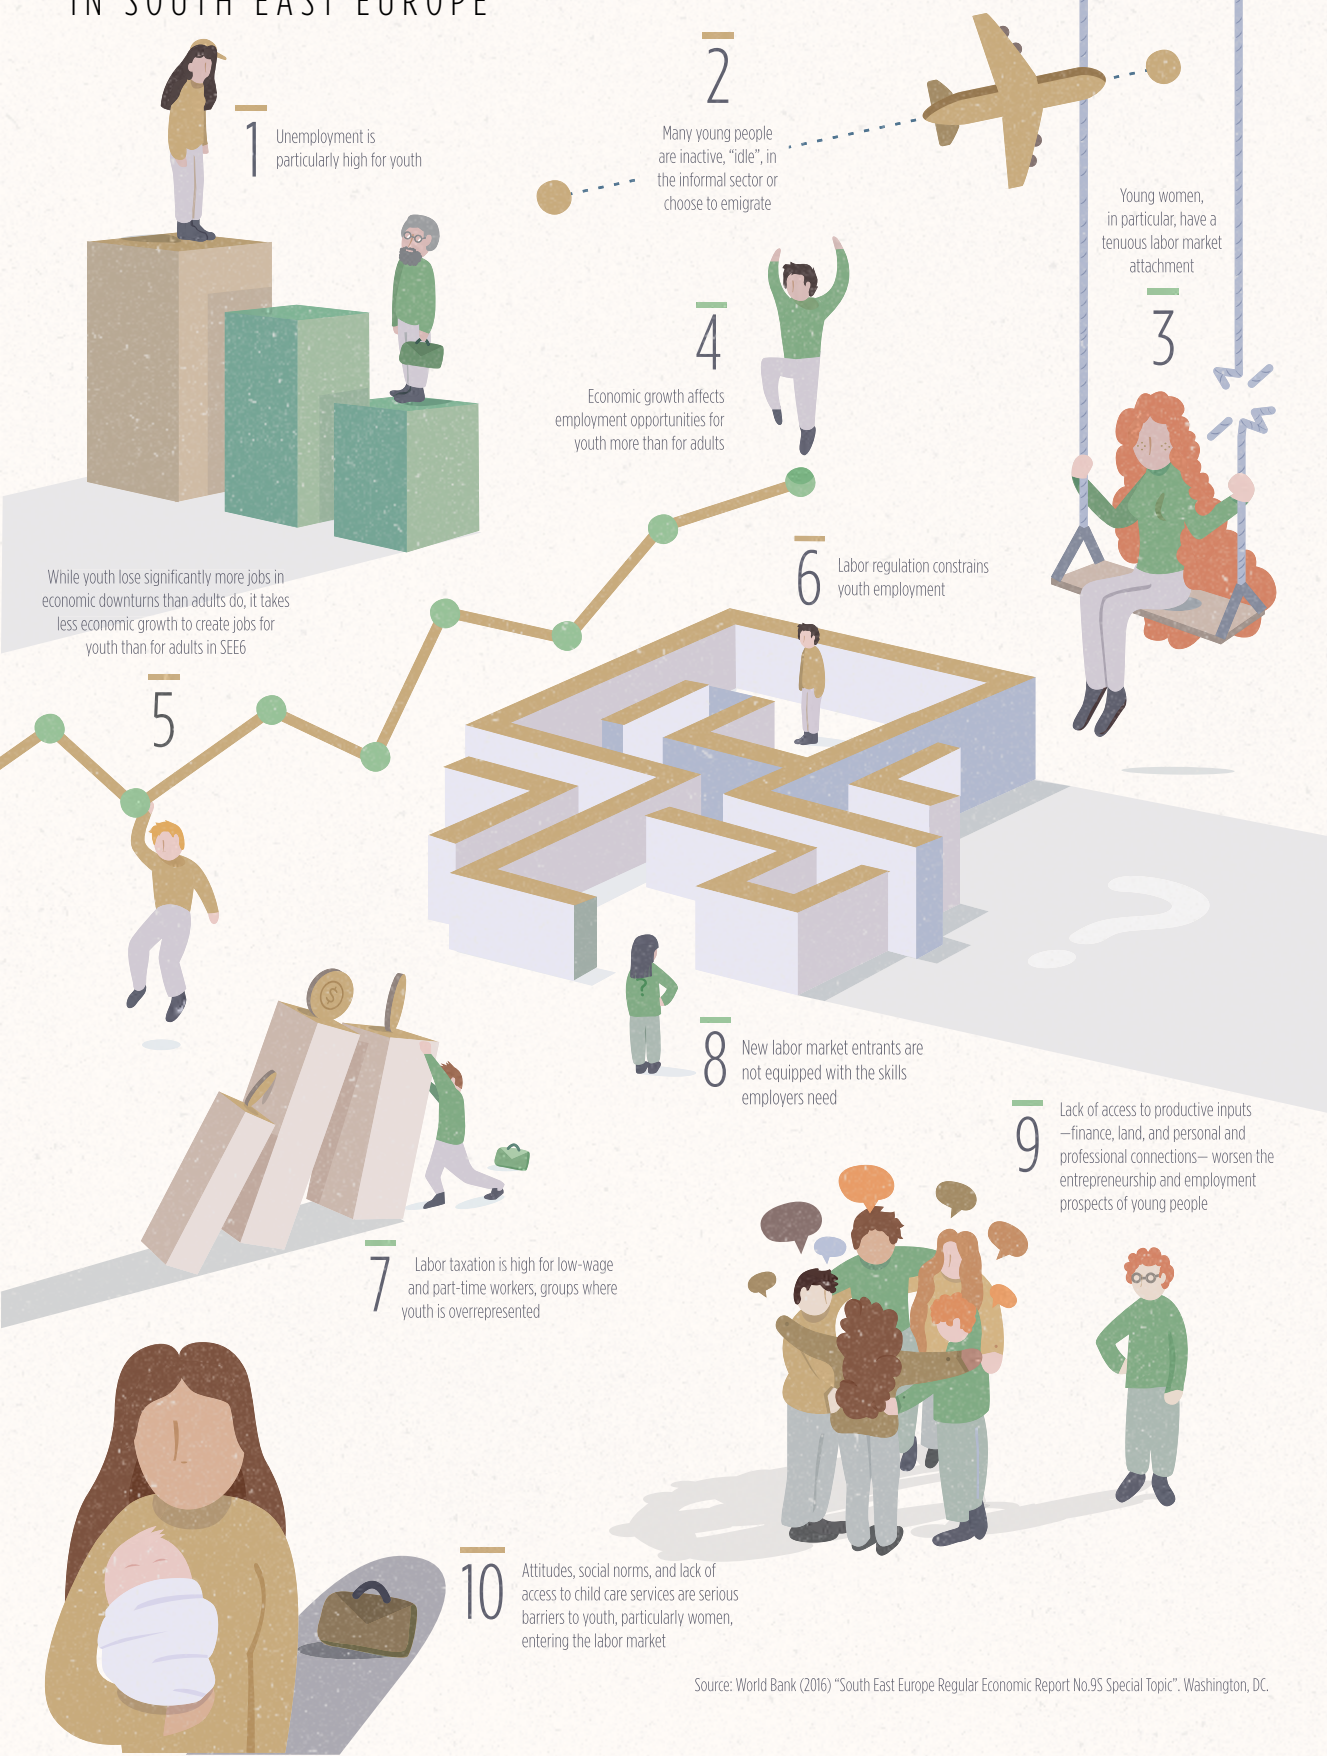 IN SOUTH EAST EUROPE
1
Unemployment is
particularly high for youth
2
Many young people
are inactive, “idle”, in
the informal sector or
choose to emigrate
Young women,
in particular, have a
tenuous labor market
attachment
3
4
Economic growth affects
employment opportunities for
youth more than for adults
While youth lose significantly more jobs in
economic downturns than adults do, it takes
less economic growth to create jobs for
youth than for adults in SEE6
5
6
Labor regulation constrains
youth employment
?
$
7
Labor taxation is high for low-wage
and part-time workers, groups where
youth is overrepresented
?
8
New labor market entrants are
not equipped with the skills
employers need
9
Lack of access to productive inputs
—finance, land, and personal and
professional connections— worsen the
entrepreneurship and employment
prospects of young people
10
Attitudes, social norms, and lack of
access to child care services are serious
barriers to youth, particularly women,
entering the labor market
Source: World Bank (2016) “South East Europe Regular Economic Report No.9S Special Topic”. Washington, DC.